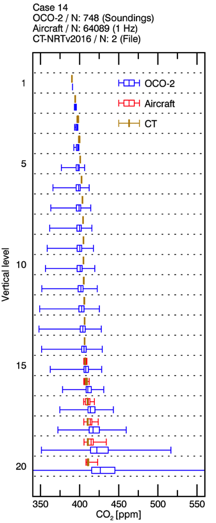 Case 14
OCO-2 / N: 748 (Soundings)
Aircraft / N: 64089 (1 Hz)
CT-NRTv2016 / N: 2 (File)
OCO-2
Aircraft
CT
Vertical level
1
5
10
15
20
350 400 450 500 550
CO2 [ppm]